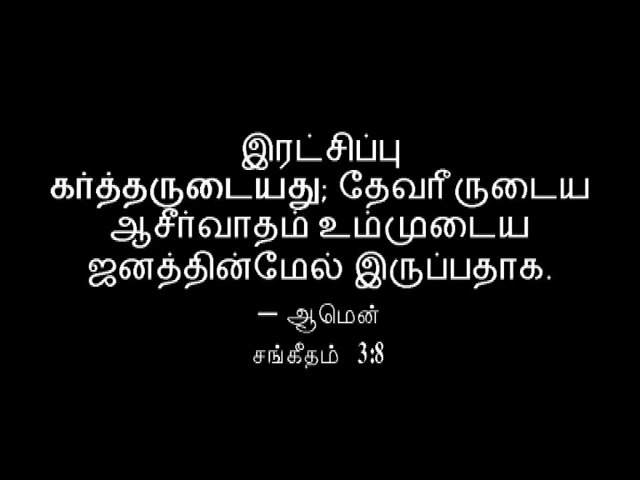 இரட்சிப்பு
கர்த்தருடையது; தேவரீருடைய
ஆசீர்வாதம் உம்முடைய
ஜனத்தின்மேல் இருப்பதாக.
– ஆமென்
சங்கீதம் 3:8